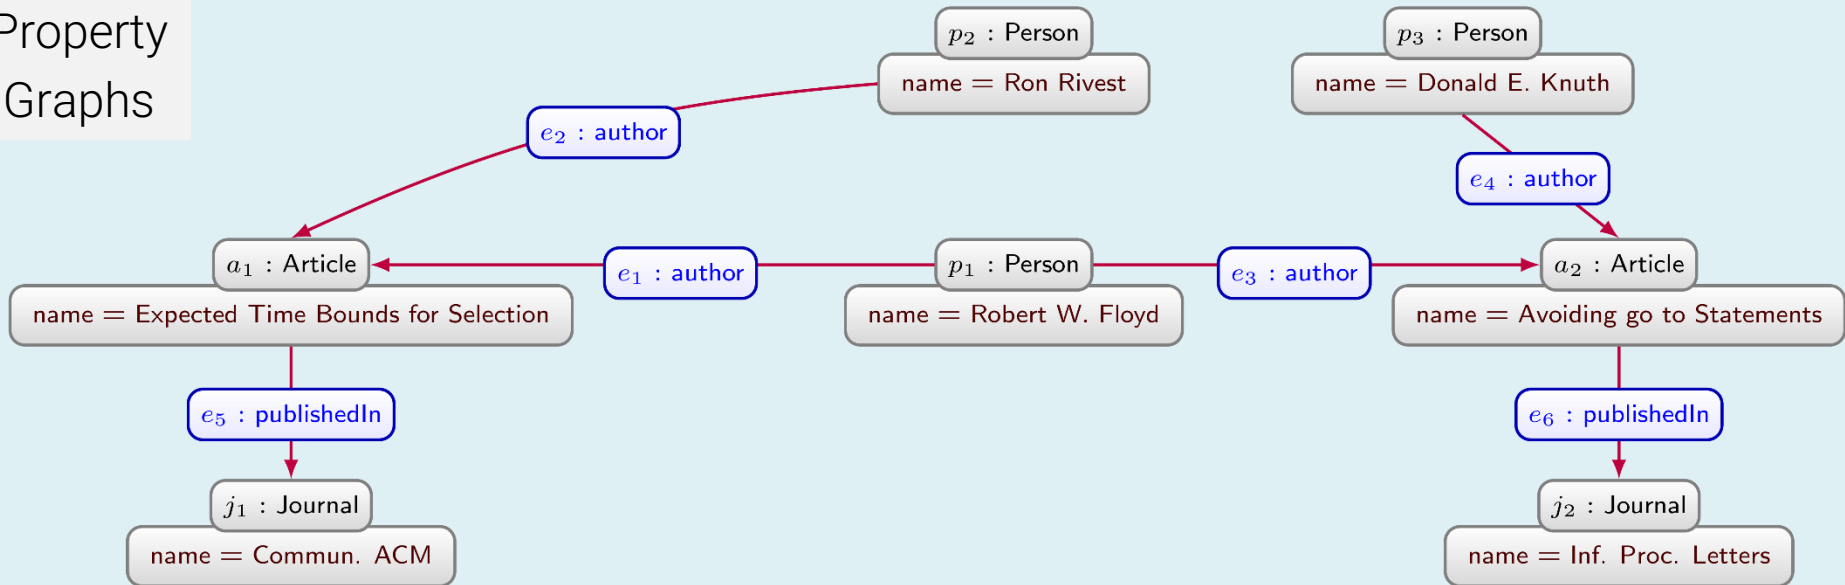 Property
Graphs
p₂ : Person
name = Ron Rivest
p₃ : Person
name = Donald E. Knuth
e₂ : author
e₄ : author
a₁ : Article
name = Expected Time Bounds for Selection
e₁ : author
p₁ : Person
name = Robert W. Floyd
e₃ : author
a₂ : Article
name = Avoiding go to Statements
e₅ : publishedIn
e₆ : publishedIn
j₁ : Journal
name = Commun. ACM
j₂ : Journal
name = Inf. Proc. Letters